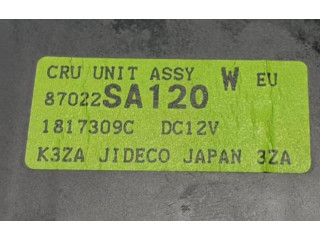 CRU UNIT ASSY W EU
87022SA120
1817309C DC12V
K3ZA JIDECO JAPAN 3ZA